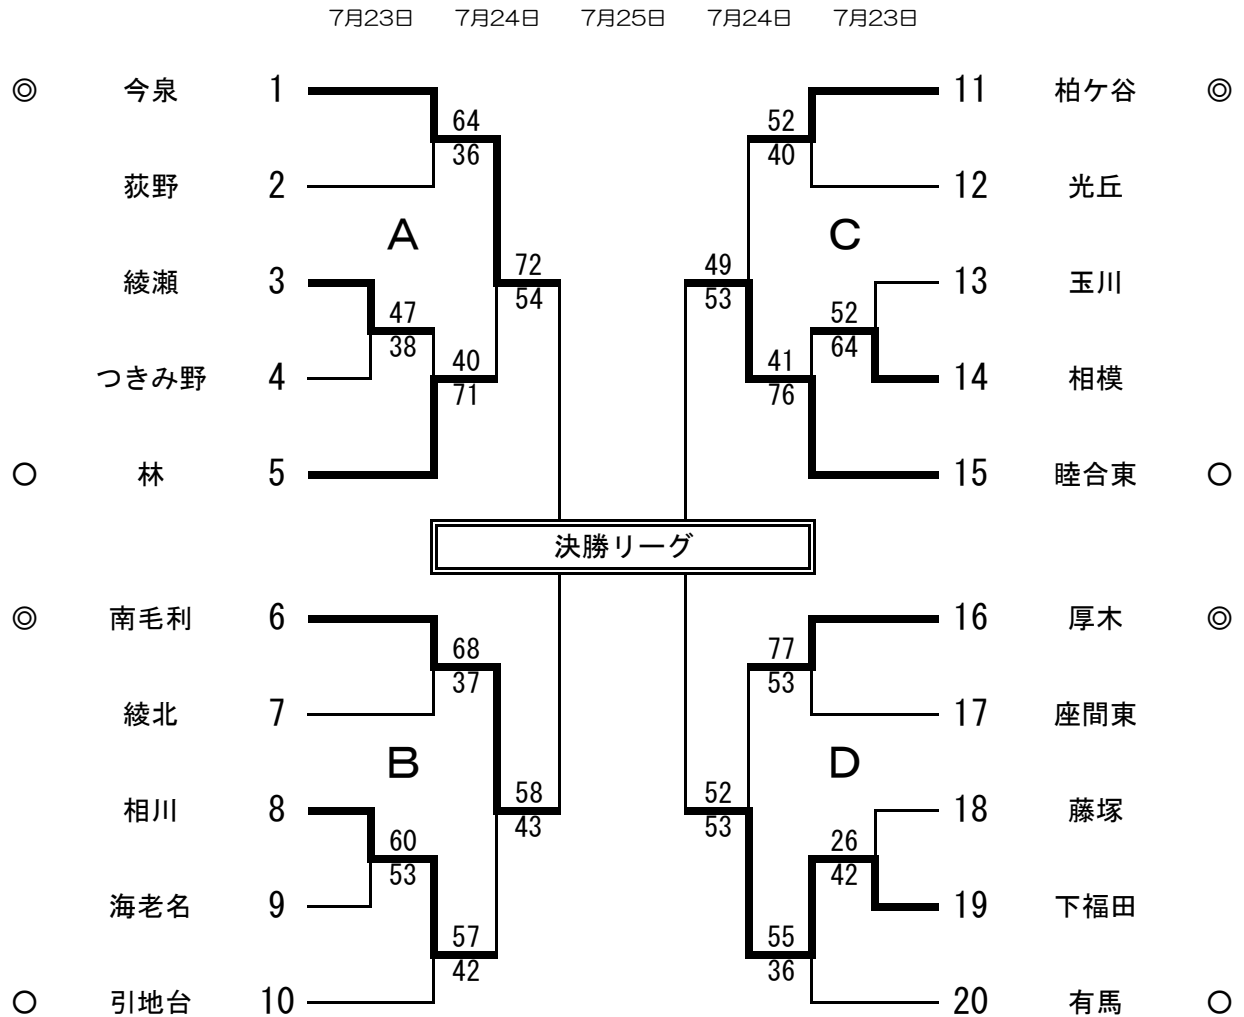 7月23日 7月24日 7月25日 7月24日 7月23日
◎ 今泉 1 11 柏ケ谷 ◎
64 52
36 40
荻野 2 12 光丘
A C
綾瀬 3 72 49 13 玉川
54 53
47 52
38 64
つきみ野 4 40 41 14 相模
71 76
○ 林 5 15 睦合東 ○
決勝リーグ
◎ 南毛利 6 16 厚木 ◎
68 77
37 53
綾北 7 17 座間東
B D
相川 8 58 52 18 藤塚
43 53
60 26
53 42
海老名 9 19 下福田
57 55
42 36
○ 引地台 10 20 有馬 ○